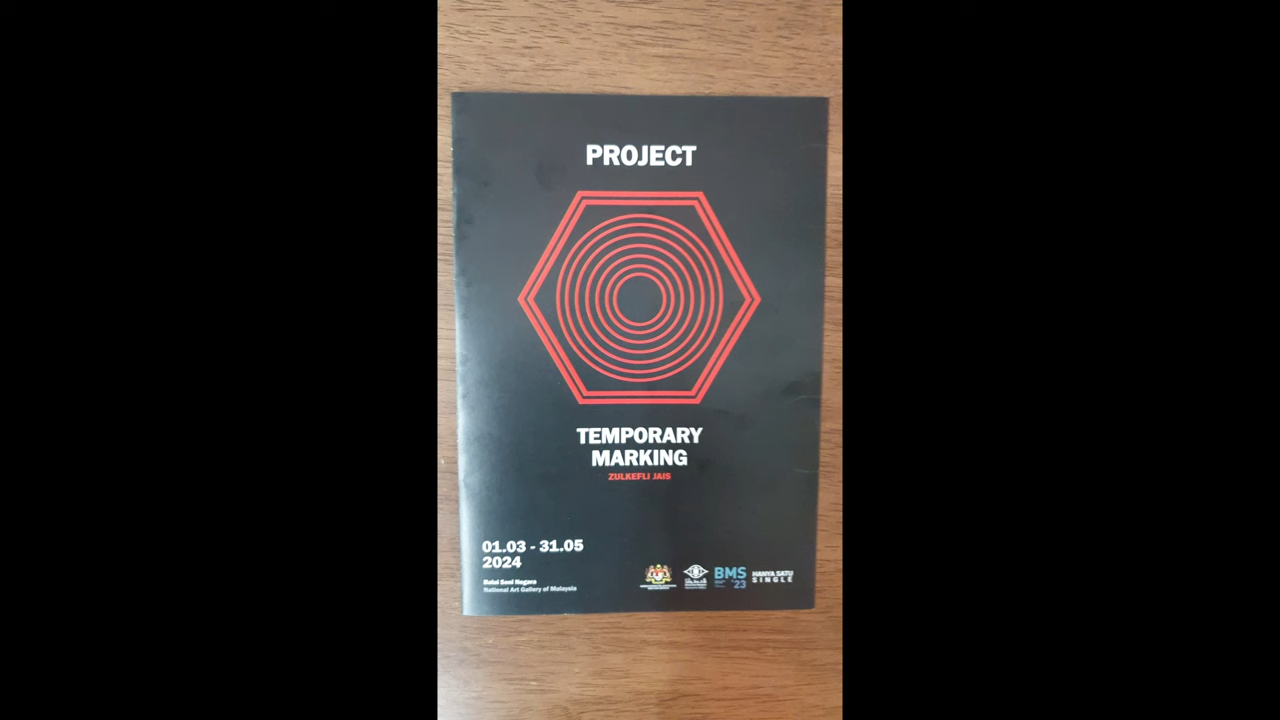 PROJECT
TEMPORARY
MARKING
ZULKEFLI JAIS
01.03 - 31.05
2024
Balai Seni Negara
National Art Gallery of Malaysia
BMS
'23
HANYA SATU
SINGLE